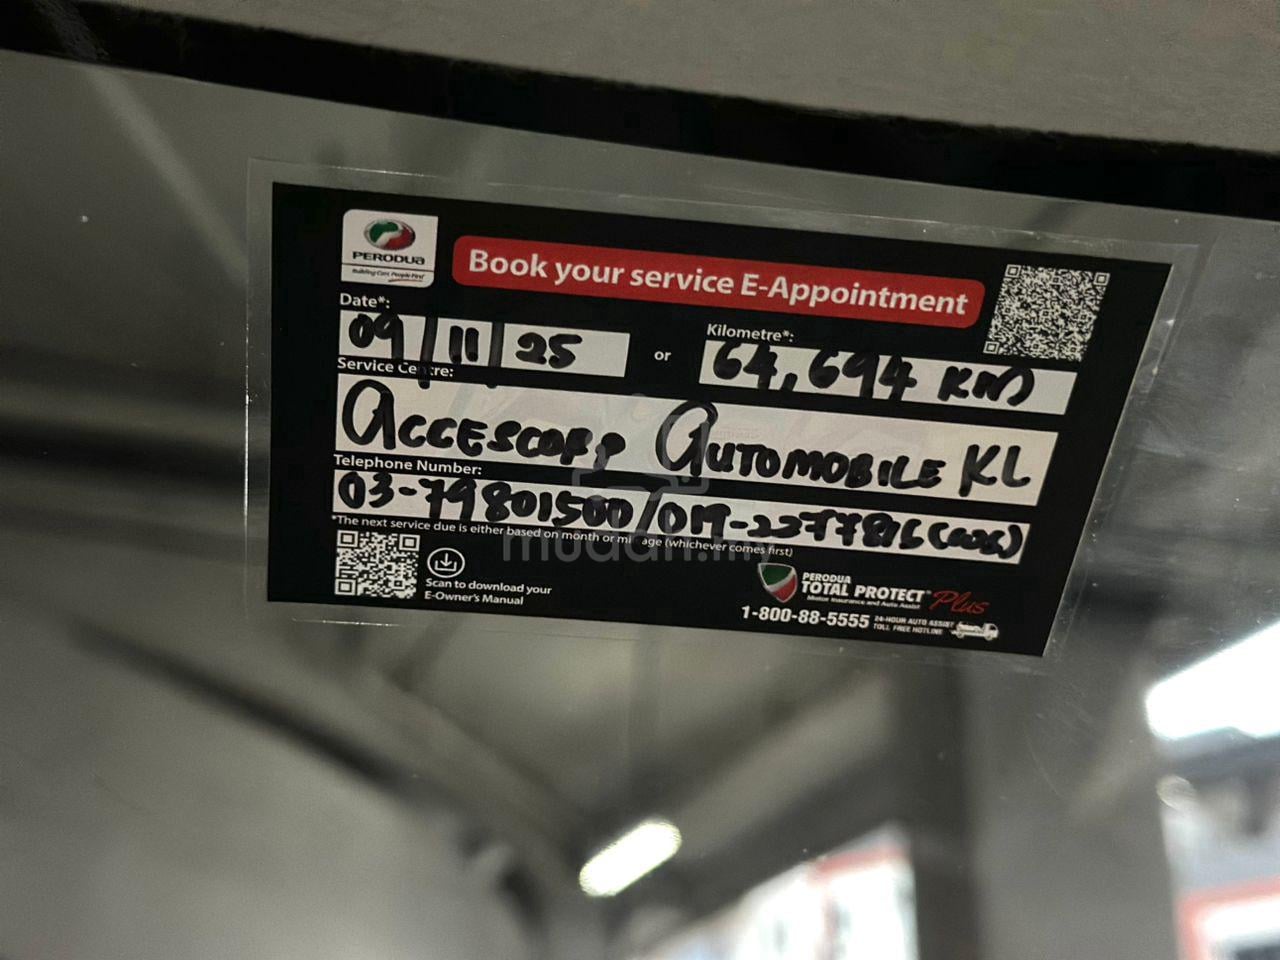 PERODUA
Building Cars, People First
Book your service E-Appointment
Date*:
09/11/25
or
Kilometre*:
64,694 KM
Service Centre:
ACCESCORP AUTOMOBILE KL
Telephone Number:
03-79801500/019-2277816
*The next service due is either based on month or mileage (whichever comes first)
mudah.my
Scan to download your
E-Owner's Manual
PERODUA
TOTAL PROTECT Plus
Motor Insurance and Auto Assist
1-800-88-5555 24-HOUR AUTO ASSIST
TOLL FREE HOTLINE